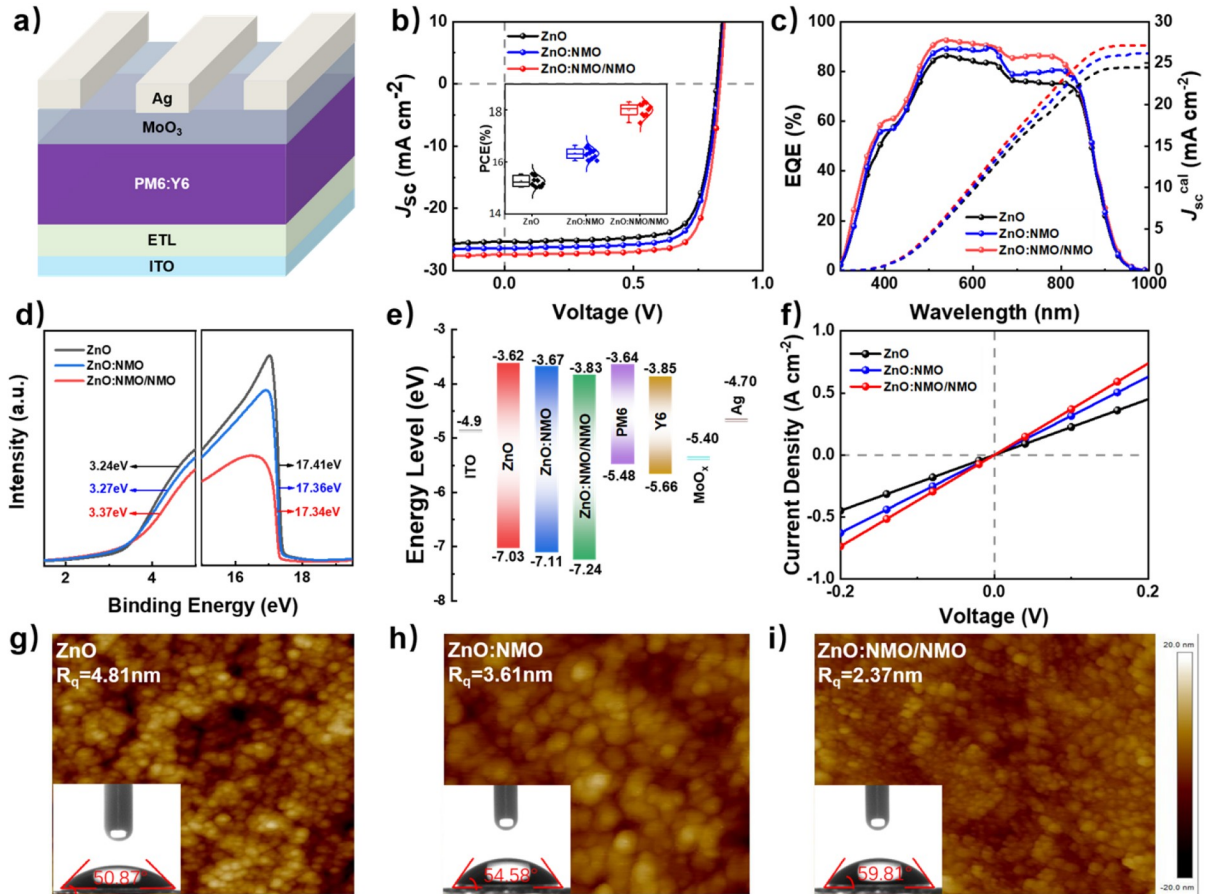 a)
Ag
MoO₃
PM6:Y6
ETL
ITO
b)
ZnO
ZnO:NMO
ZnO:NMO/NMO
10
0
-10
-20
-30
0.0
0.5
1.0
Voltage (V)
Jsc (mA cm⁻²)
PCE(%)
18
16
14
ZnO
ZnO:NMO
ZnO:NMO/NMO
c)
100
80
60
40
20
0
EQE (%)
30
25
20
15
10
5
0
Jsc^cal (mA cm⁻²)
ZnO
ZnO:NMO
ZnO:NMO/NMO
400
600
800
1000
Wavelength (nm)
d)
ZnO
ZnO:NMO
ZnO:NMO/NMO
Intensity (a.u.)
3.24eV
3.27eV
3.37eV
17.41eV
17.36eV
17.34eV
2
4
16
18
Binding Energy (eV)
e)
Energy Level (eV)
-2
-3
-4
-5
-6
-7
-8
-4.9
ITO
-3.62
ZnO
-7.03
-3.67
ZnO:NMO
-7.11
-3.83
ZnO:NMO/NMO
-7.24
-3.64
PM6
-5.48
-3.85
Y6
-5.66
-5.40
MoOₓ
-4.70
Ag
f)
Current Density (A cm⁻²)
1.0
0.5
0.0
-0.5
-1.0
ZnO
ZnO:NMO
ZnO:NMO/NMO
-0.2
0.0
0.2
Voltage (V)
g)
ZnO
Rq=4.81nm
50.87°
h)
ZnO:NMO
Rq=3.61nm
54.58°
i)
ZnO:NMO/NMO
Rq=2.37nm
59.81°
20.0 nm
-20.0 nm